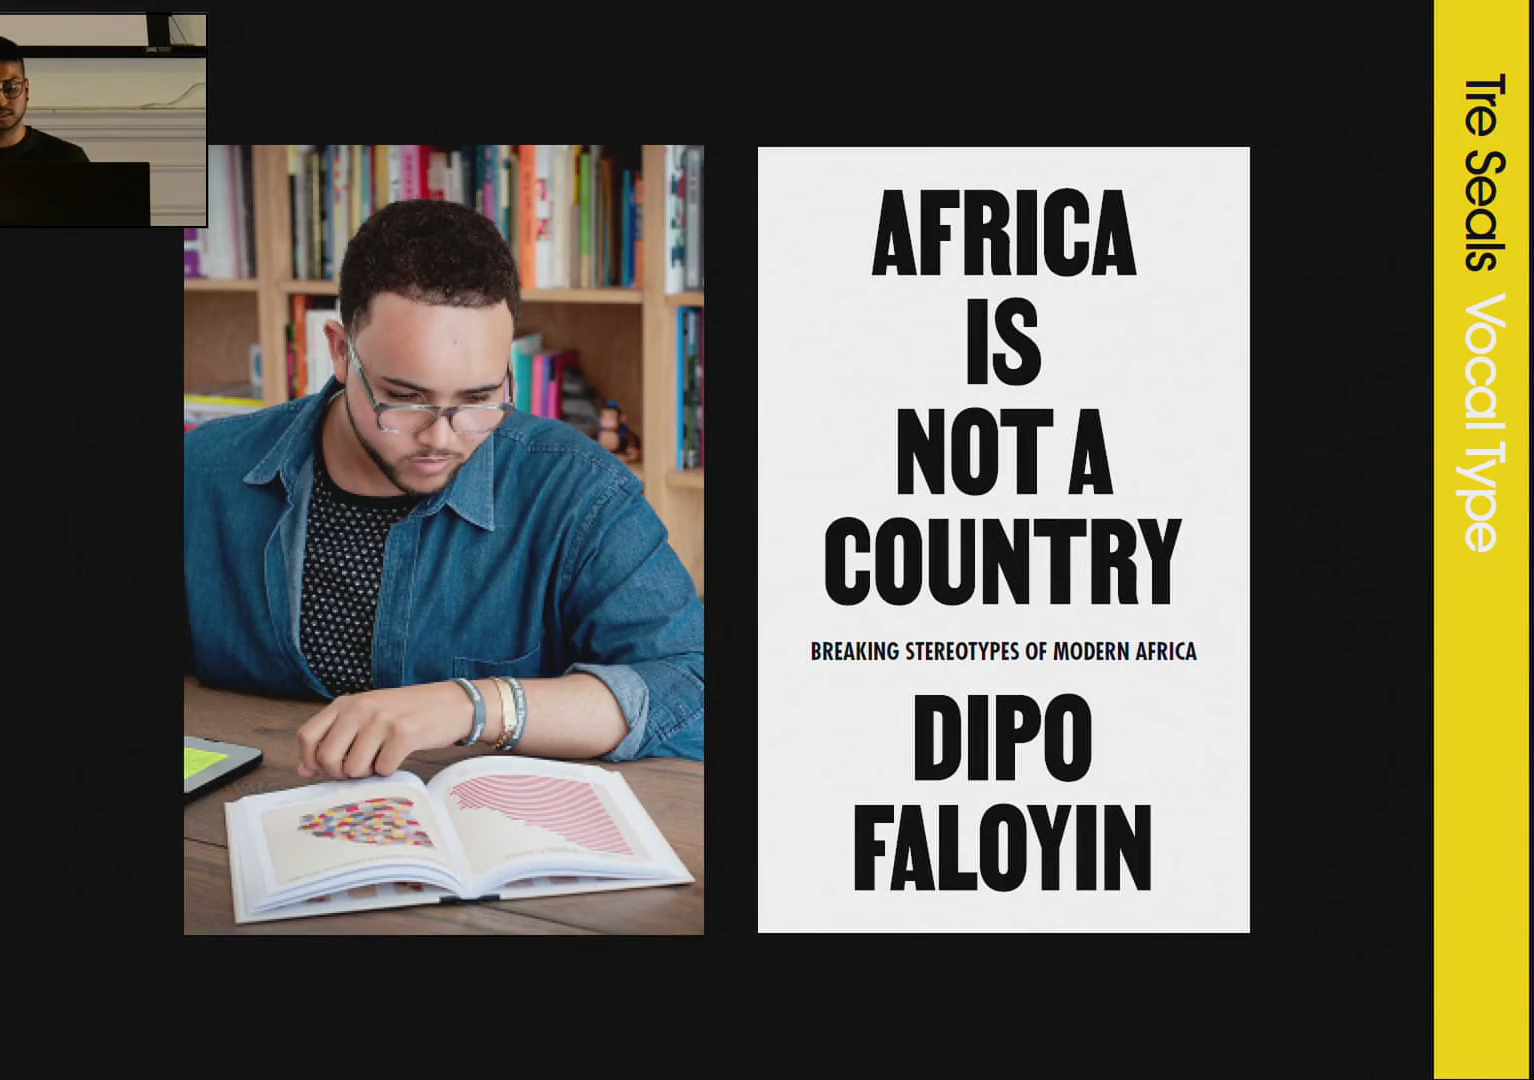 AFRICA
IS
NOT A
COUNTRY
BREAKING STEREOTYPES OF MODERN AFRICA
DIPO
FALOYIN
Tre Seals Vocal Type